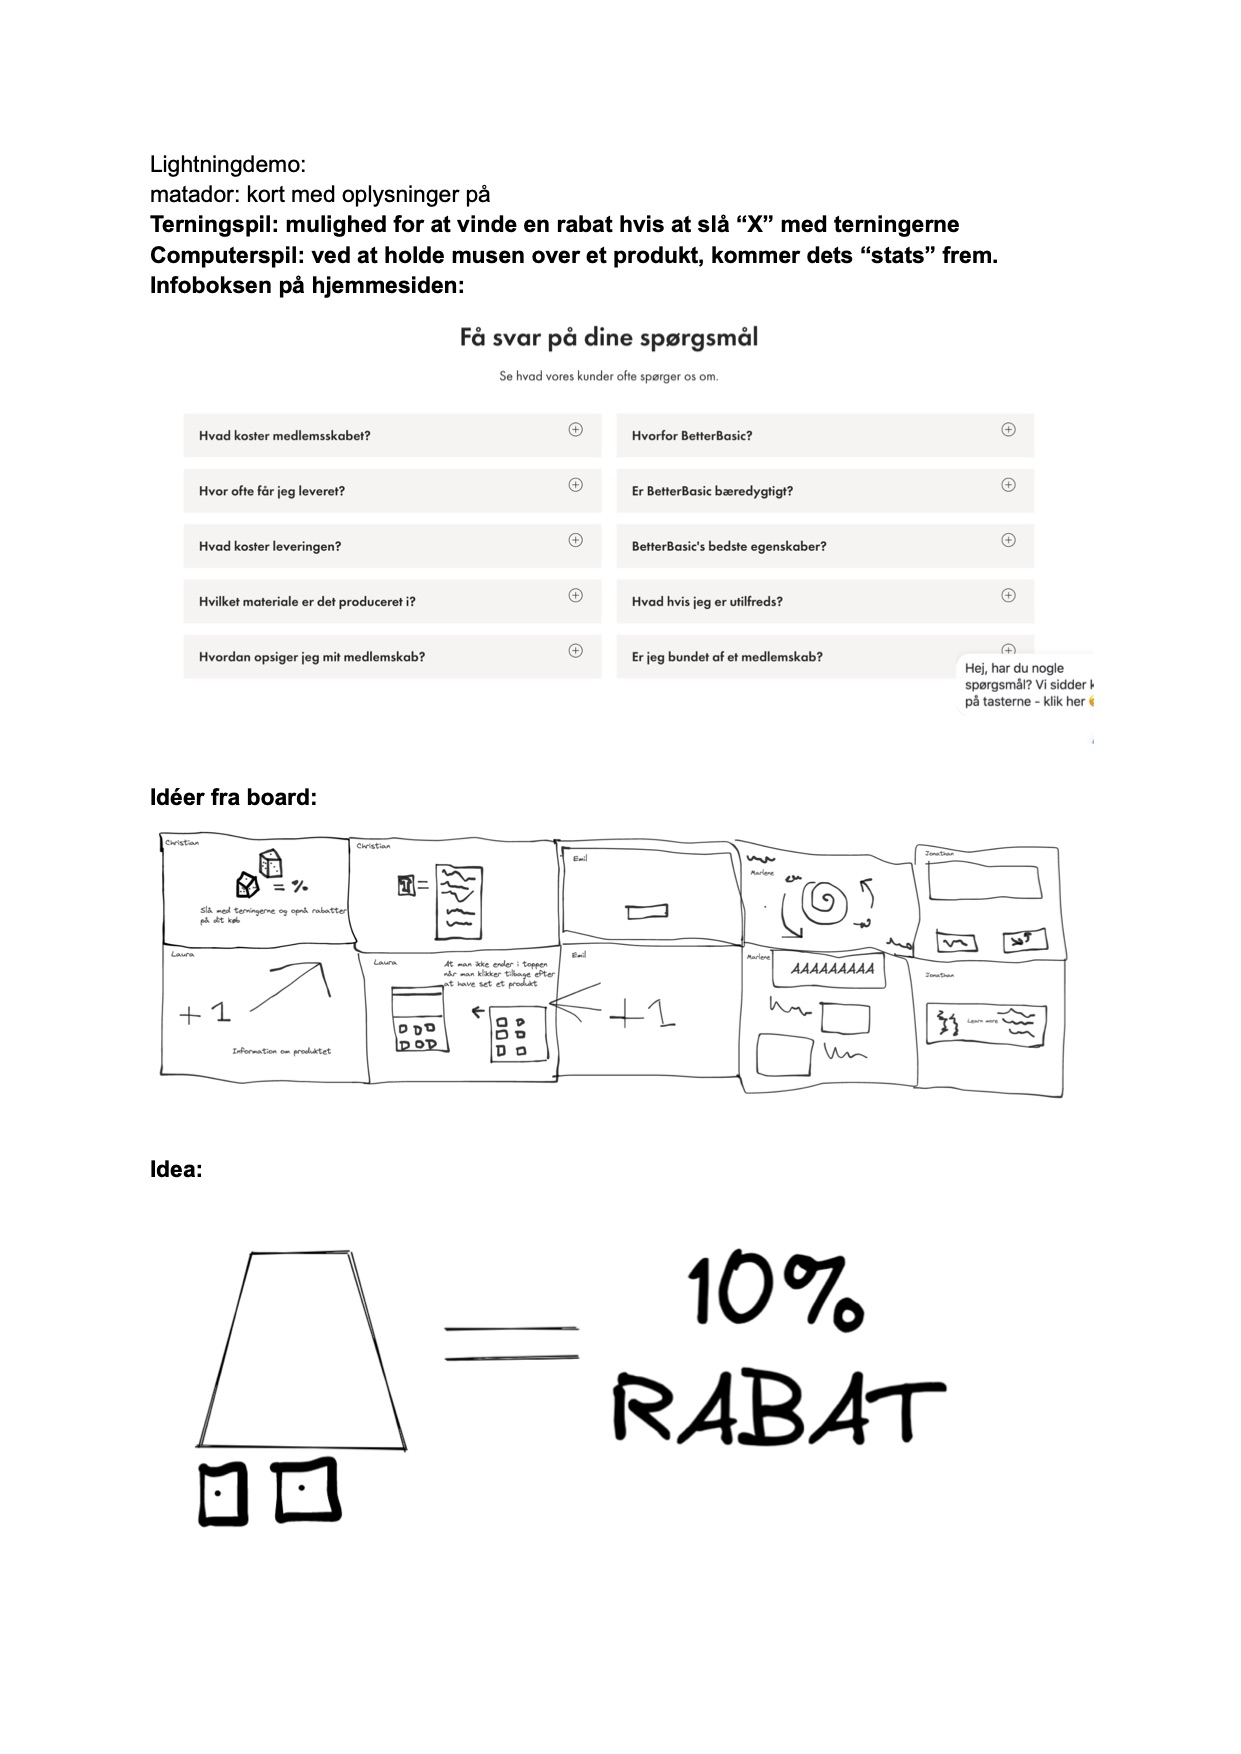 Lightningdemo:
matador: kort med oplysninger på
Terningspil: mulighed for at vinde en rabat hvis at slå “X” med terningerne
Computerspil: ved at holde musen over et produkt, kommer dets “stats” frem.
Infoboksen på hjemmesiden:
Få svar på dine spørgsmål
Se hvad vores kunder ofte spørger os om.
Hvad koster medlemsskabet?
Hvorfor BetterBasic?
Hvor ofte får jeg leveret?
Er BetterBasic bæredygtigt?
Hvad koster leveringen?
BetterBasic's bedste egenskaber?
Hvilket materiale er det produceret i?
Hvad hvis jeg er utilfreds?
Hvordan opsiger jeg mit medlemskab?
Er jeg bundet af et medlemskab?
Hej, har du nogle
spørgsmål? Vi sidder
på tasterne - klik her
Idéer fra board:
Christian
= %
Slå med terningerne og opnå rabatter
på dit køb
Christian
T =
Emil
Marlene
Jonathan
Laura
+1
Information om produktet
Laura
At man ikke ender i toppen
når man klikker tilbage efter
at have set et produkt
Emil
+1
Marlene
AAAAAAAAA
Jonathan
Learn more
Idea:
10%
RABAT